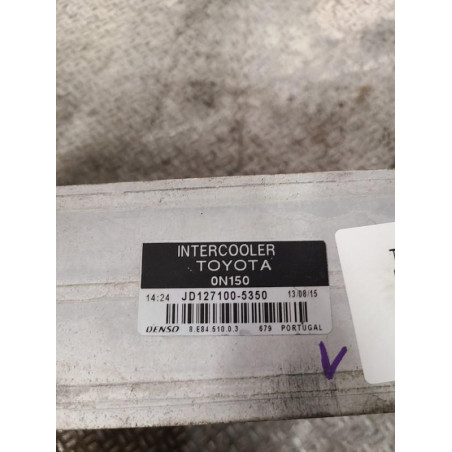 INTERCOOLER
TOYOTA
0N150
14:24 JD127100-5350 13/08/15
DENSO 8.E84.510.0.3 679 PORTUGAL
V